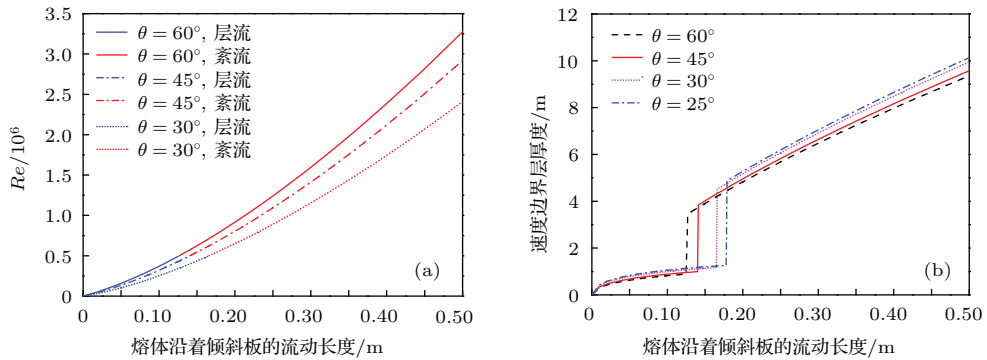 3.5
3.0
2.5
2.0
1.5
1.0
0.5
0
Re/10⁶
θ = 60°, 层流
θ = 60°, 紊流
θ = 45°, 层流
θ = 45°, 紊流
θ = 30°, 层流
θ = 30°, 紊流
(a)
0 0.10 0.20 0.30 0.40 0.50
熔体沿着倾斜板的流动长度/m
12
10
8
6
4
2
0
速度边界层厚度/m
θ = 60°
θ = 45°
θ = 30°
θ = 25°
(b)
0 0.10 0.20 0.30 0.40 0.50
熔体沿着倾斜板的流动长度/m